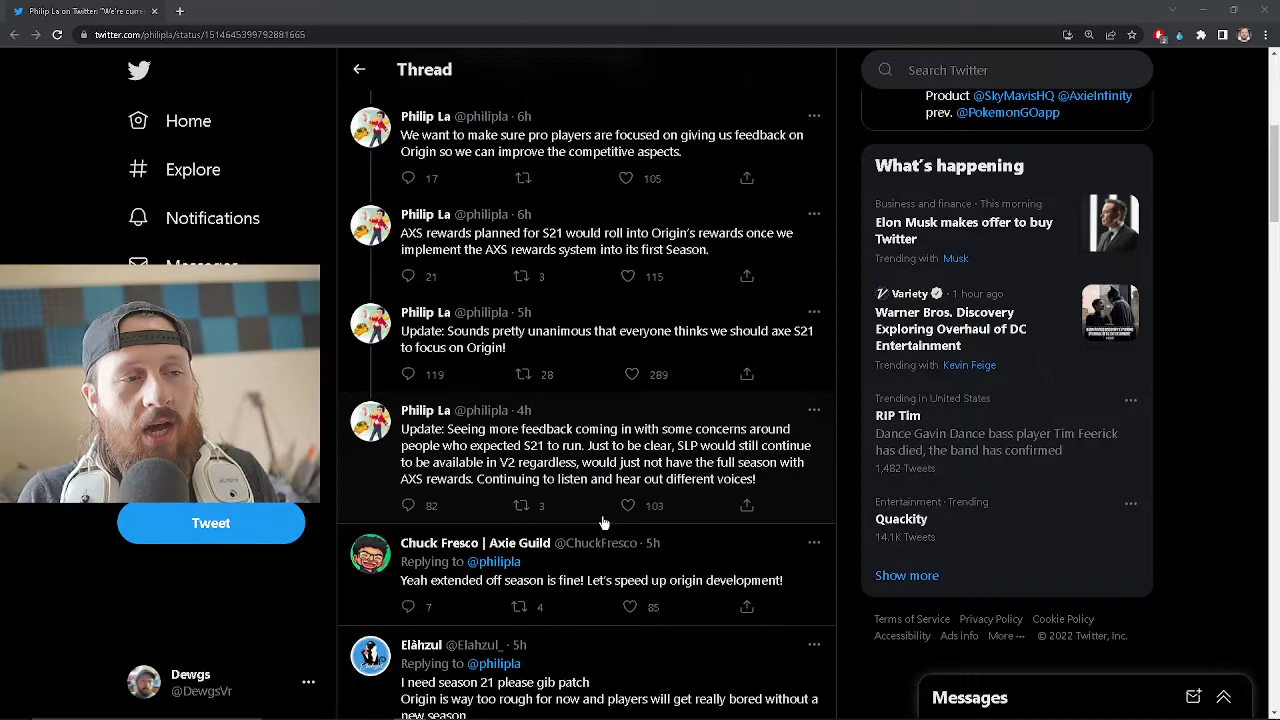 Philip La on Twitter "We're curre
twitter.com/philipla/status/1514645399792881665
2
Home
Explore
Notifications
Messages
Tweet
Dewgs
@DewgsVr
Thread
Philip La @philipla · 6h
We want to make sure pro players are focused on giving us feedback on
Origin so we can improve the competitive aspects.
17 105
Philip La @philipla · 6h
AXS rewards planned for S21 would roll into Origin's rewards once we
implement the AXS rewards system into its first Season.
21 3 115
Philip La @philipla · 5h
Update: Sounds pretty unanimous that everyone thinks we should axe S21
to focus on Origin!
119 28 289
Philip La @philipla · 4h
Update: Seeing more feedback coming in with some concerns around
people who expected S21 to run. Just to be clear, SLP would still continue
to be available in V2 regardless, would just not have the full season with
AXS rewards. Continuing to listen and hear out different voices!
82 3 103
Chuck Fresco | Axie Guild @ChuckFresco · 5h
Replying to @philipla
Yeah extended off season is fine! Let's speed up origin development!
7 4 85
Elàhzul @Elahzul_ · 5h
Replying to @philipla
I need season 21 please gib patch
Origin is way too rough for now and players will get really bored without a
new season
Search Twitter
Product @SkyMavisHQ @AxieInfinity
prev. @PokemonGOapp
What's happening
Business and finance · This morning
Elon Musk makes offer to buy
Twitter
Trending with Musk
Variety · 1 hour ago
Warner Bros. Discovery
Exploring Overhaul of DC
Entertainment
Trending with Kevin Feige
Trending in United States
RIP Tim
Dance Gavin Dance bass player Tim Feerick
has died, the band has confirmed
1,482 Tweets
Entertainment · Trending
Quackity
14.1K Tweets
Show more
Terms of Service Privacy Policy Cookie Policy
Accessibility Ads info More ··· © 2022 Twitter, Inc.
Messages